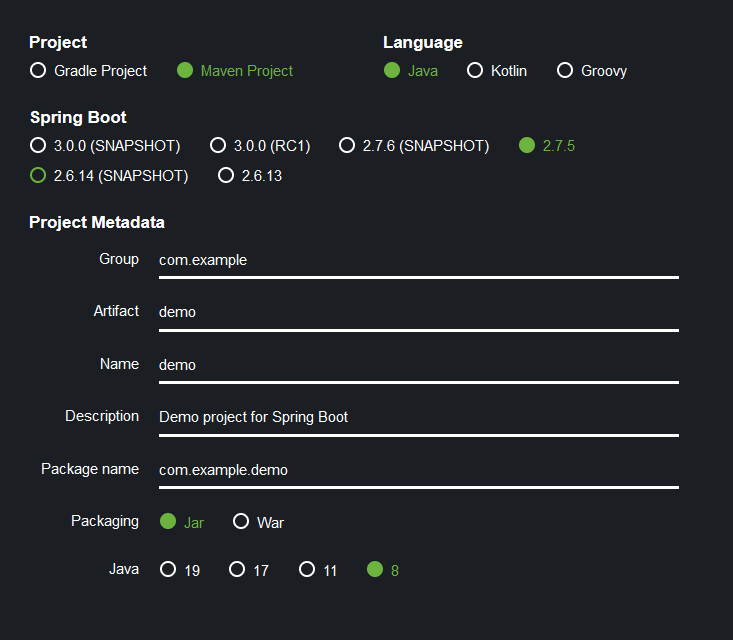 Project Language
Gradle Project Maven Project Java Kotlin Groovy
Spring Boot
3.0.0 (SNAPSHOT) 3.0.0 (RC1) 2.7.6 (SNAPSHOT) 2.7.5
2.6.14 (SNAPSHOT) 2.6.13
Project Metadata
Group com.example
Artifact demo
Name demo
Description Demo project for Spring Boot
Package name com.example.demo
Packaging Jar War
Java 19 17 11 8